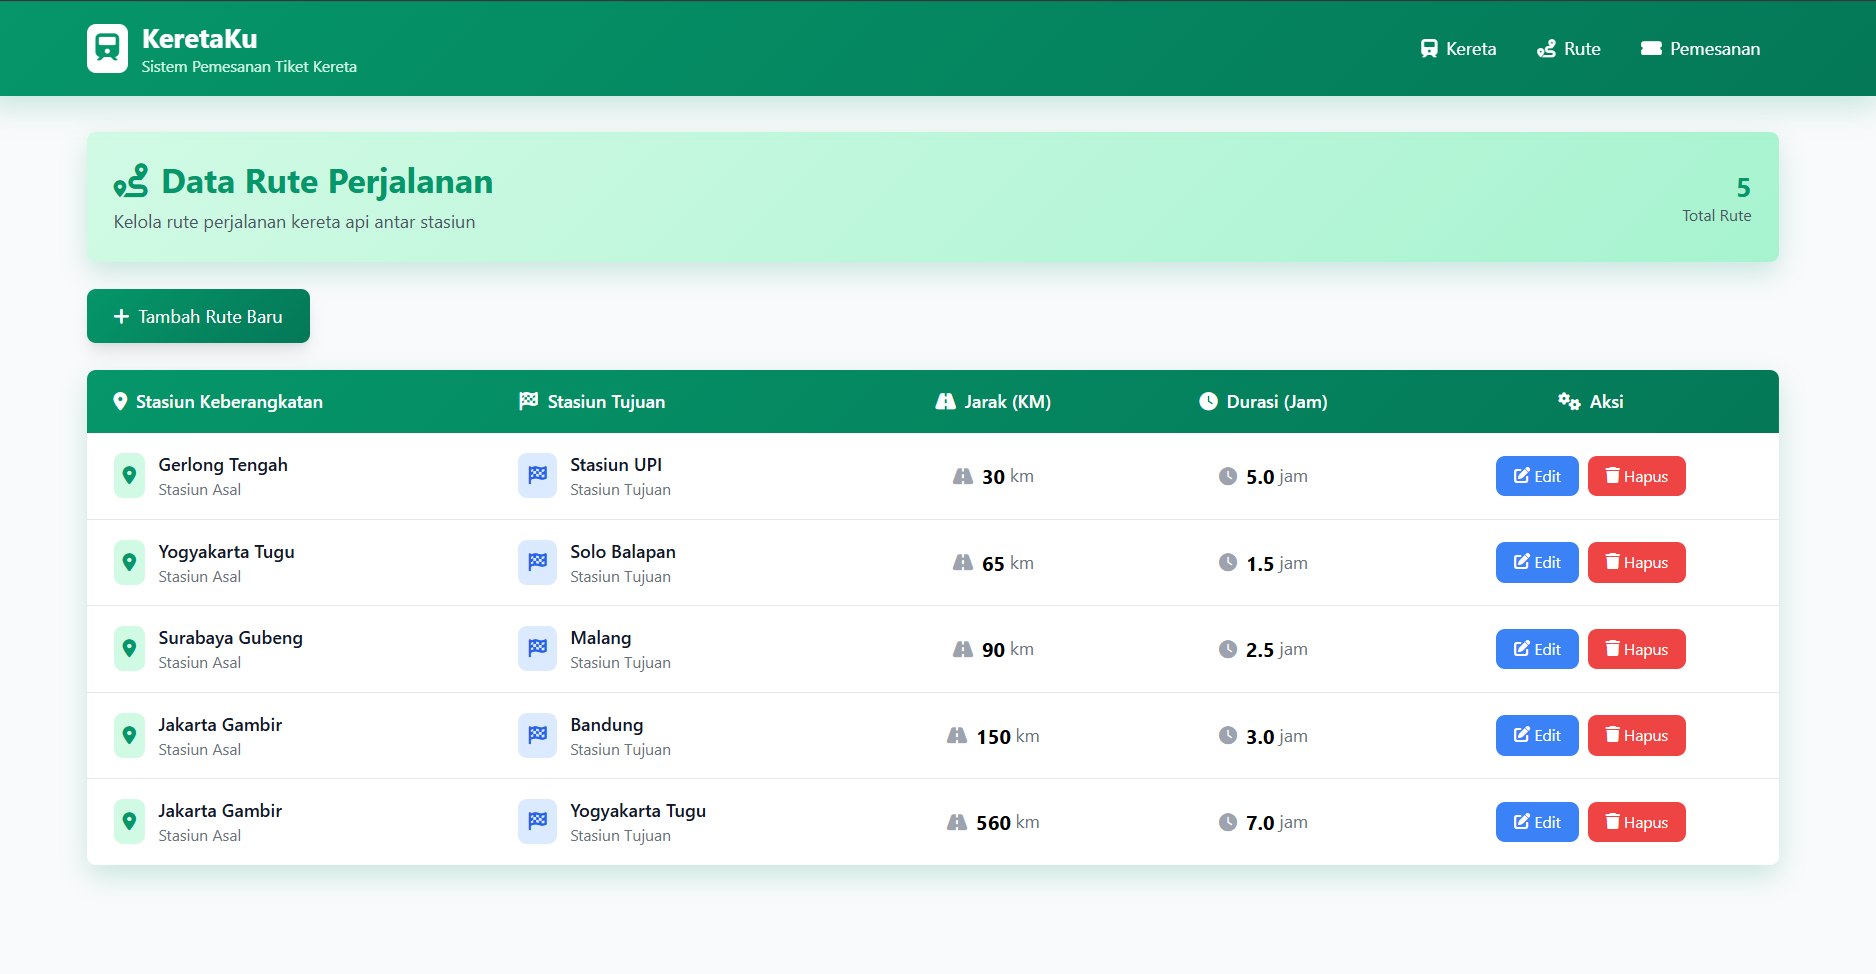 KeretaKu
Sistem Pemesanan Tiket Kereta
Kereta Rute Pemesanan
Data Rute Perjalanan
Kelola rute perjalanan kereta api antar stasiun
5
Total Rute
Tambah Rute Baru
Stasiun Keberangkatan Stasiun Tujuan Jarak (KM) Durasi (Jam) Aksi
Gerlong Tengah Stasiun UPI 30 km 5.0 jam Edit Hapus
Stasiun Asal Stasiun Tujuan
Yogyakarta Tugu Solo Balapan 65 km 1.5 jam Edit Hapus
Stasiun Asal Stasiun Tujuan
Surabaya Gubeng Malang 90 km 2.5 jam Edit Hapus
Stasiun Asal Stasiun Tujuan
Jakarta Gambir Bandung 150 km 3.0 jam Edit Hapus
Stasiun Asal Stasiun Tujuan
Jakarta Gambir Yogyakarta Tugu 560 km 7.0 jam Edit Hapus
Stasiun Asal Stasiun Tujuan